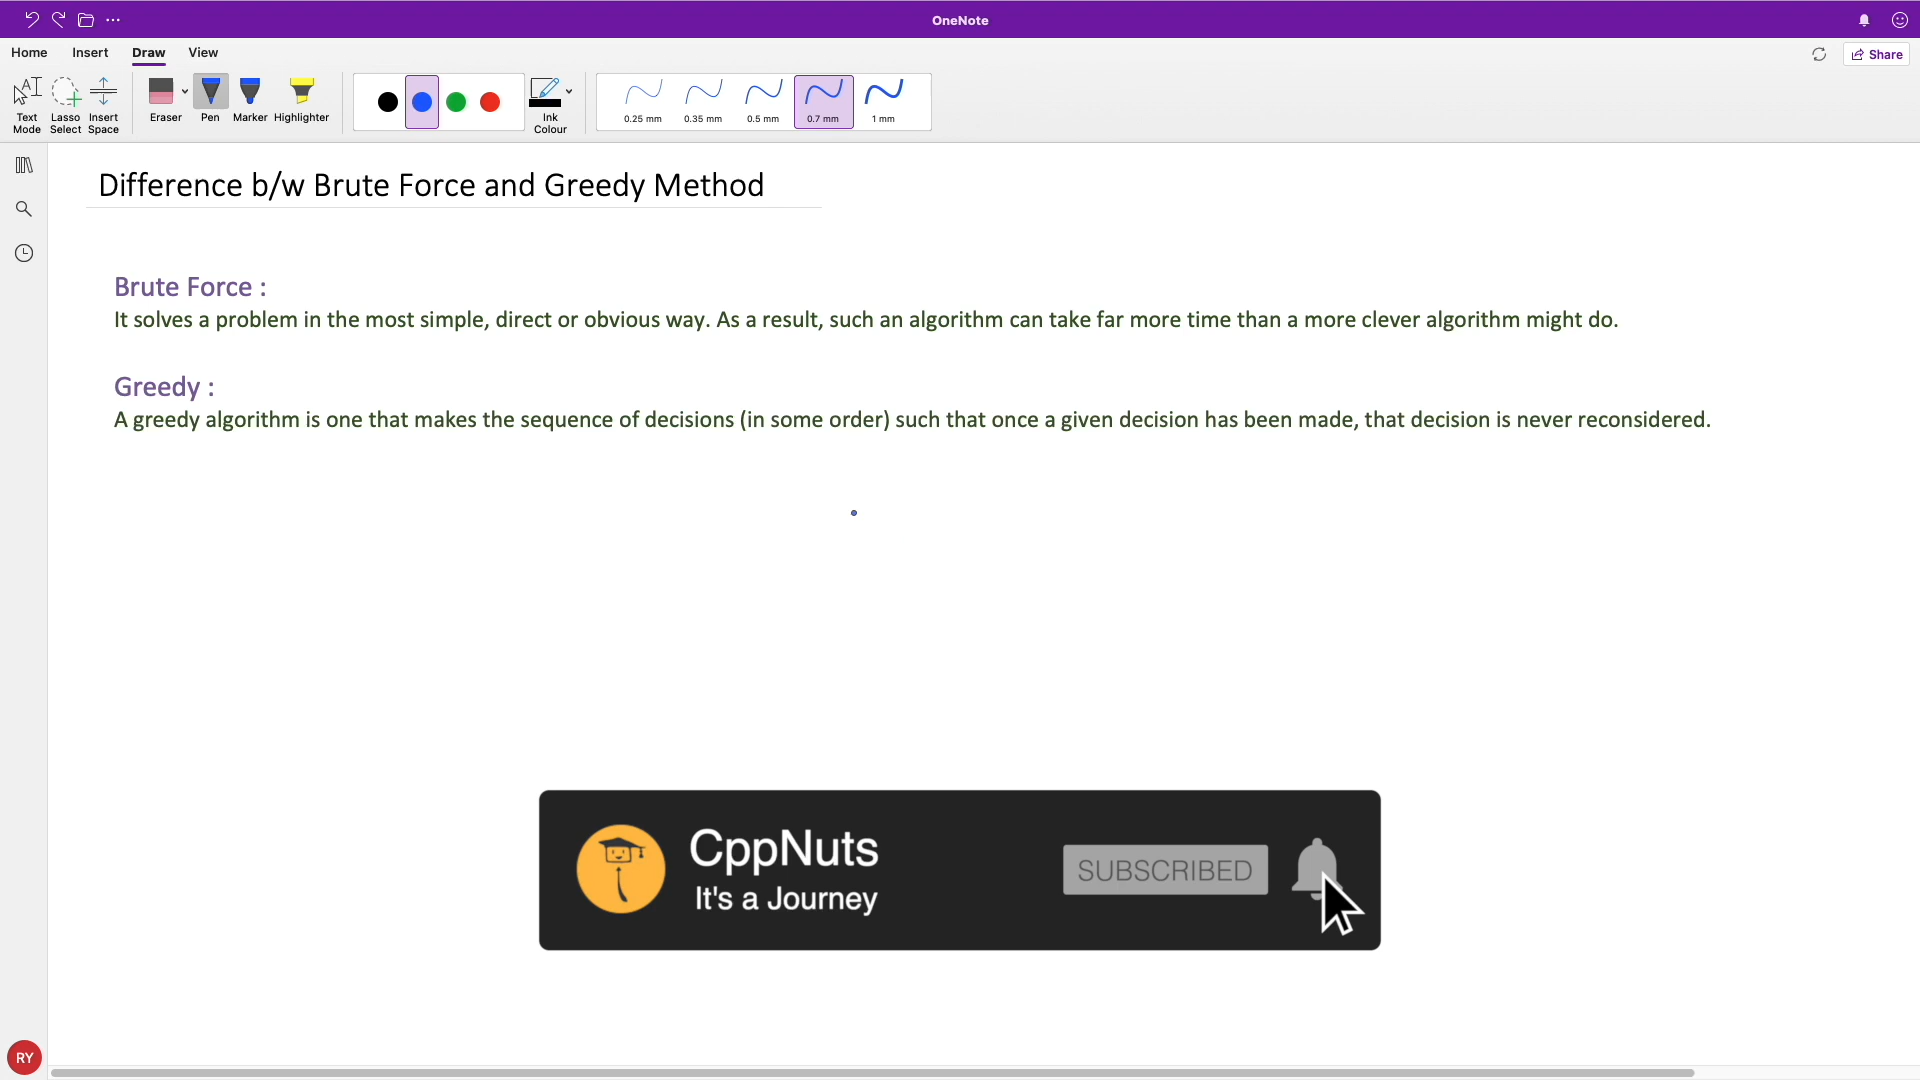 OneNote
Home Insert Draw View
Share
Text Mode
Lasso Select
Insert Space
Eraser
Pen
Marker
Highlighter
Ink Colour
0.25 mm
0.35 mm
0.5 mm
0.7 mm
1 mm
Difference b/w Brute Force and Greedy Method
Brute Force :
It solves a problem in the most simple, direct or obvious way. As a result, such an algorithm can take far more time than a more clever algorithm might do.
Greedy :
A greedy algorithm is one that makes the sequence of decisions (in some order) such that once a given decision has been made, that decision is never reconsidered.
CppNuts
It's a Journey
SUBSCRIBED
RY